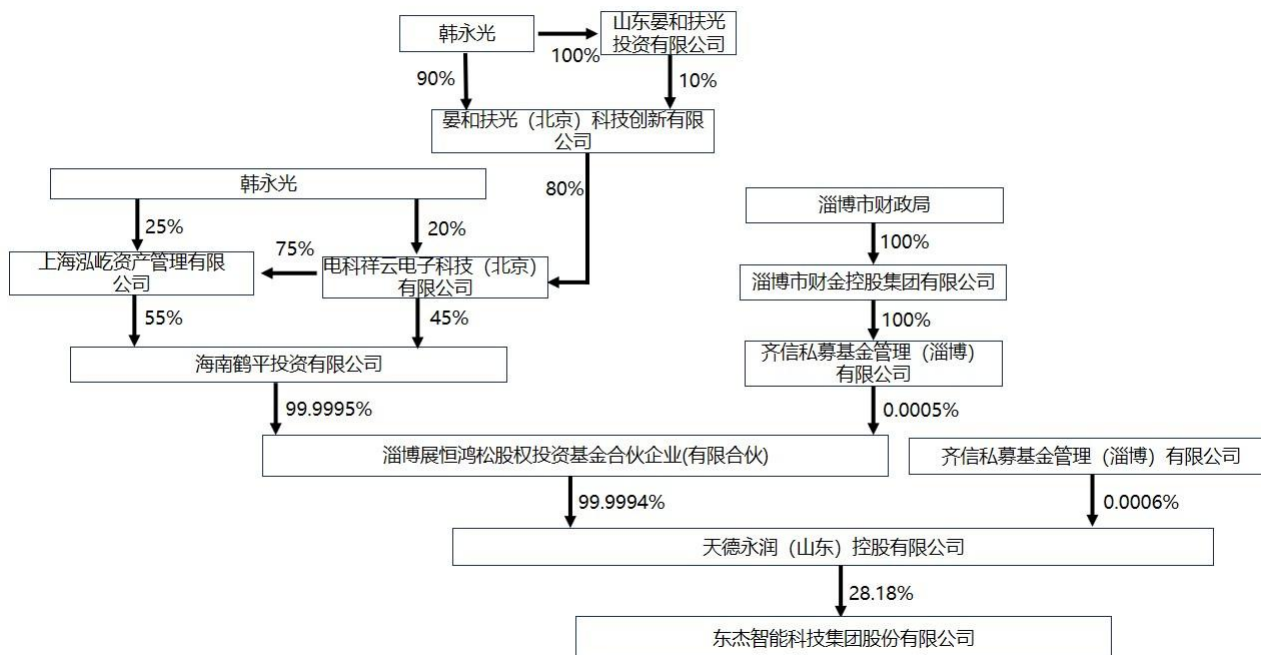 韩永光
山东晏和扶光
投资有限公司
100%
90%
10%
晏和扶光（北京）科技创新有限
公司
韩永光
80%
淄博市财政局
25%
20%
100%
75%
上海泓屹资产管理有限
公司
电科祥云电子科技（北京）
有限公司
淄博市财金控股集团有限公司
55%
45%
100%
海南鹤平投资有限公司
齐信私募基金管理（淄博）
有限公司
99.9995%
0.0005%
淄博展恒鸿松股权投资基金合伙企业(有限合伙)
齐信私募基金管理（淄博）有限公司
99.9994%
0.0006%
天德永润（山东）控股有限公司
28.18%
东杰智能科技集团股份有限公司